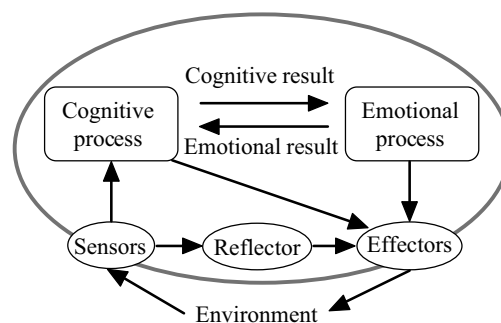 Cognitive result
Cognitive
process
Emotional
process
Emotional result
Sensors
Reflector
Effectors
Environment